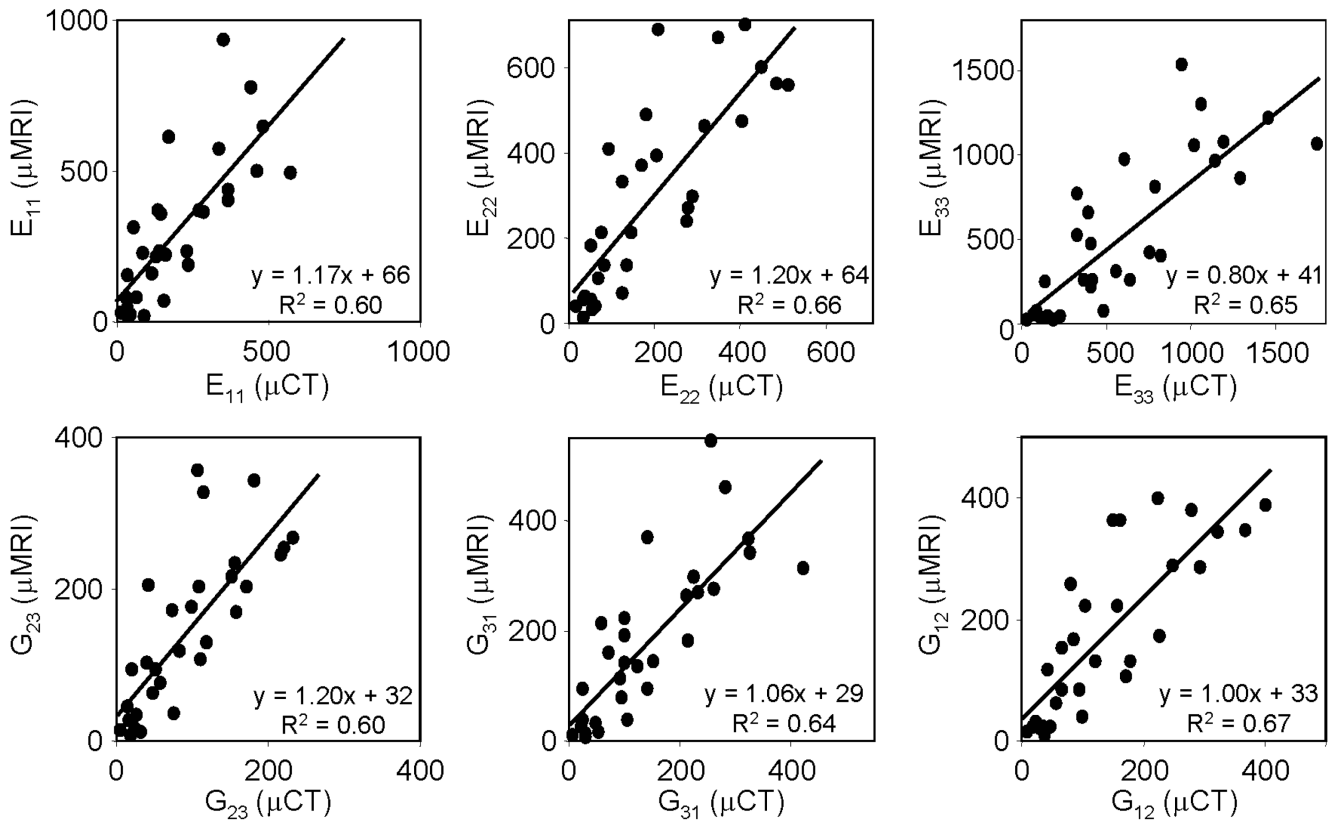 1000
500
0
E11 (μMRI)
y = 1.17x + 66
R² = 0.60
0 500 1000
E11 (μCT)
600
400
200
0
E22 (μMRI)
y = 1.20x + 64
R² = 0.66
0 200 400 600
E22 (μCT)
1500
1000
500
0
E33 (μMRI)
y = 0.80x + 41
R² = 0.65
0 500 1000 1500
E33 (μCT)
400
200
0
G23 (μMRI)
y = 1.20x + 32
R² = 0.60
0 200 400
G23 (μCT)
400
200
0
G31 (μMRI)
y = 1.06x + 29
R² = 0.64
0 200 400
G31 (μCT)
400
200
0
G12 (μMRI)
y = 1.00x + 33
R² = 0.67
0 200 400
G12 (μCT)